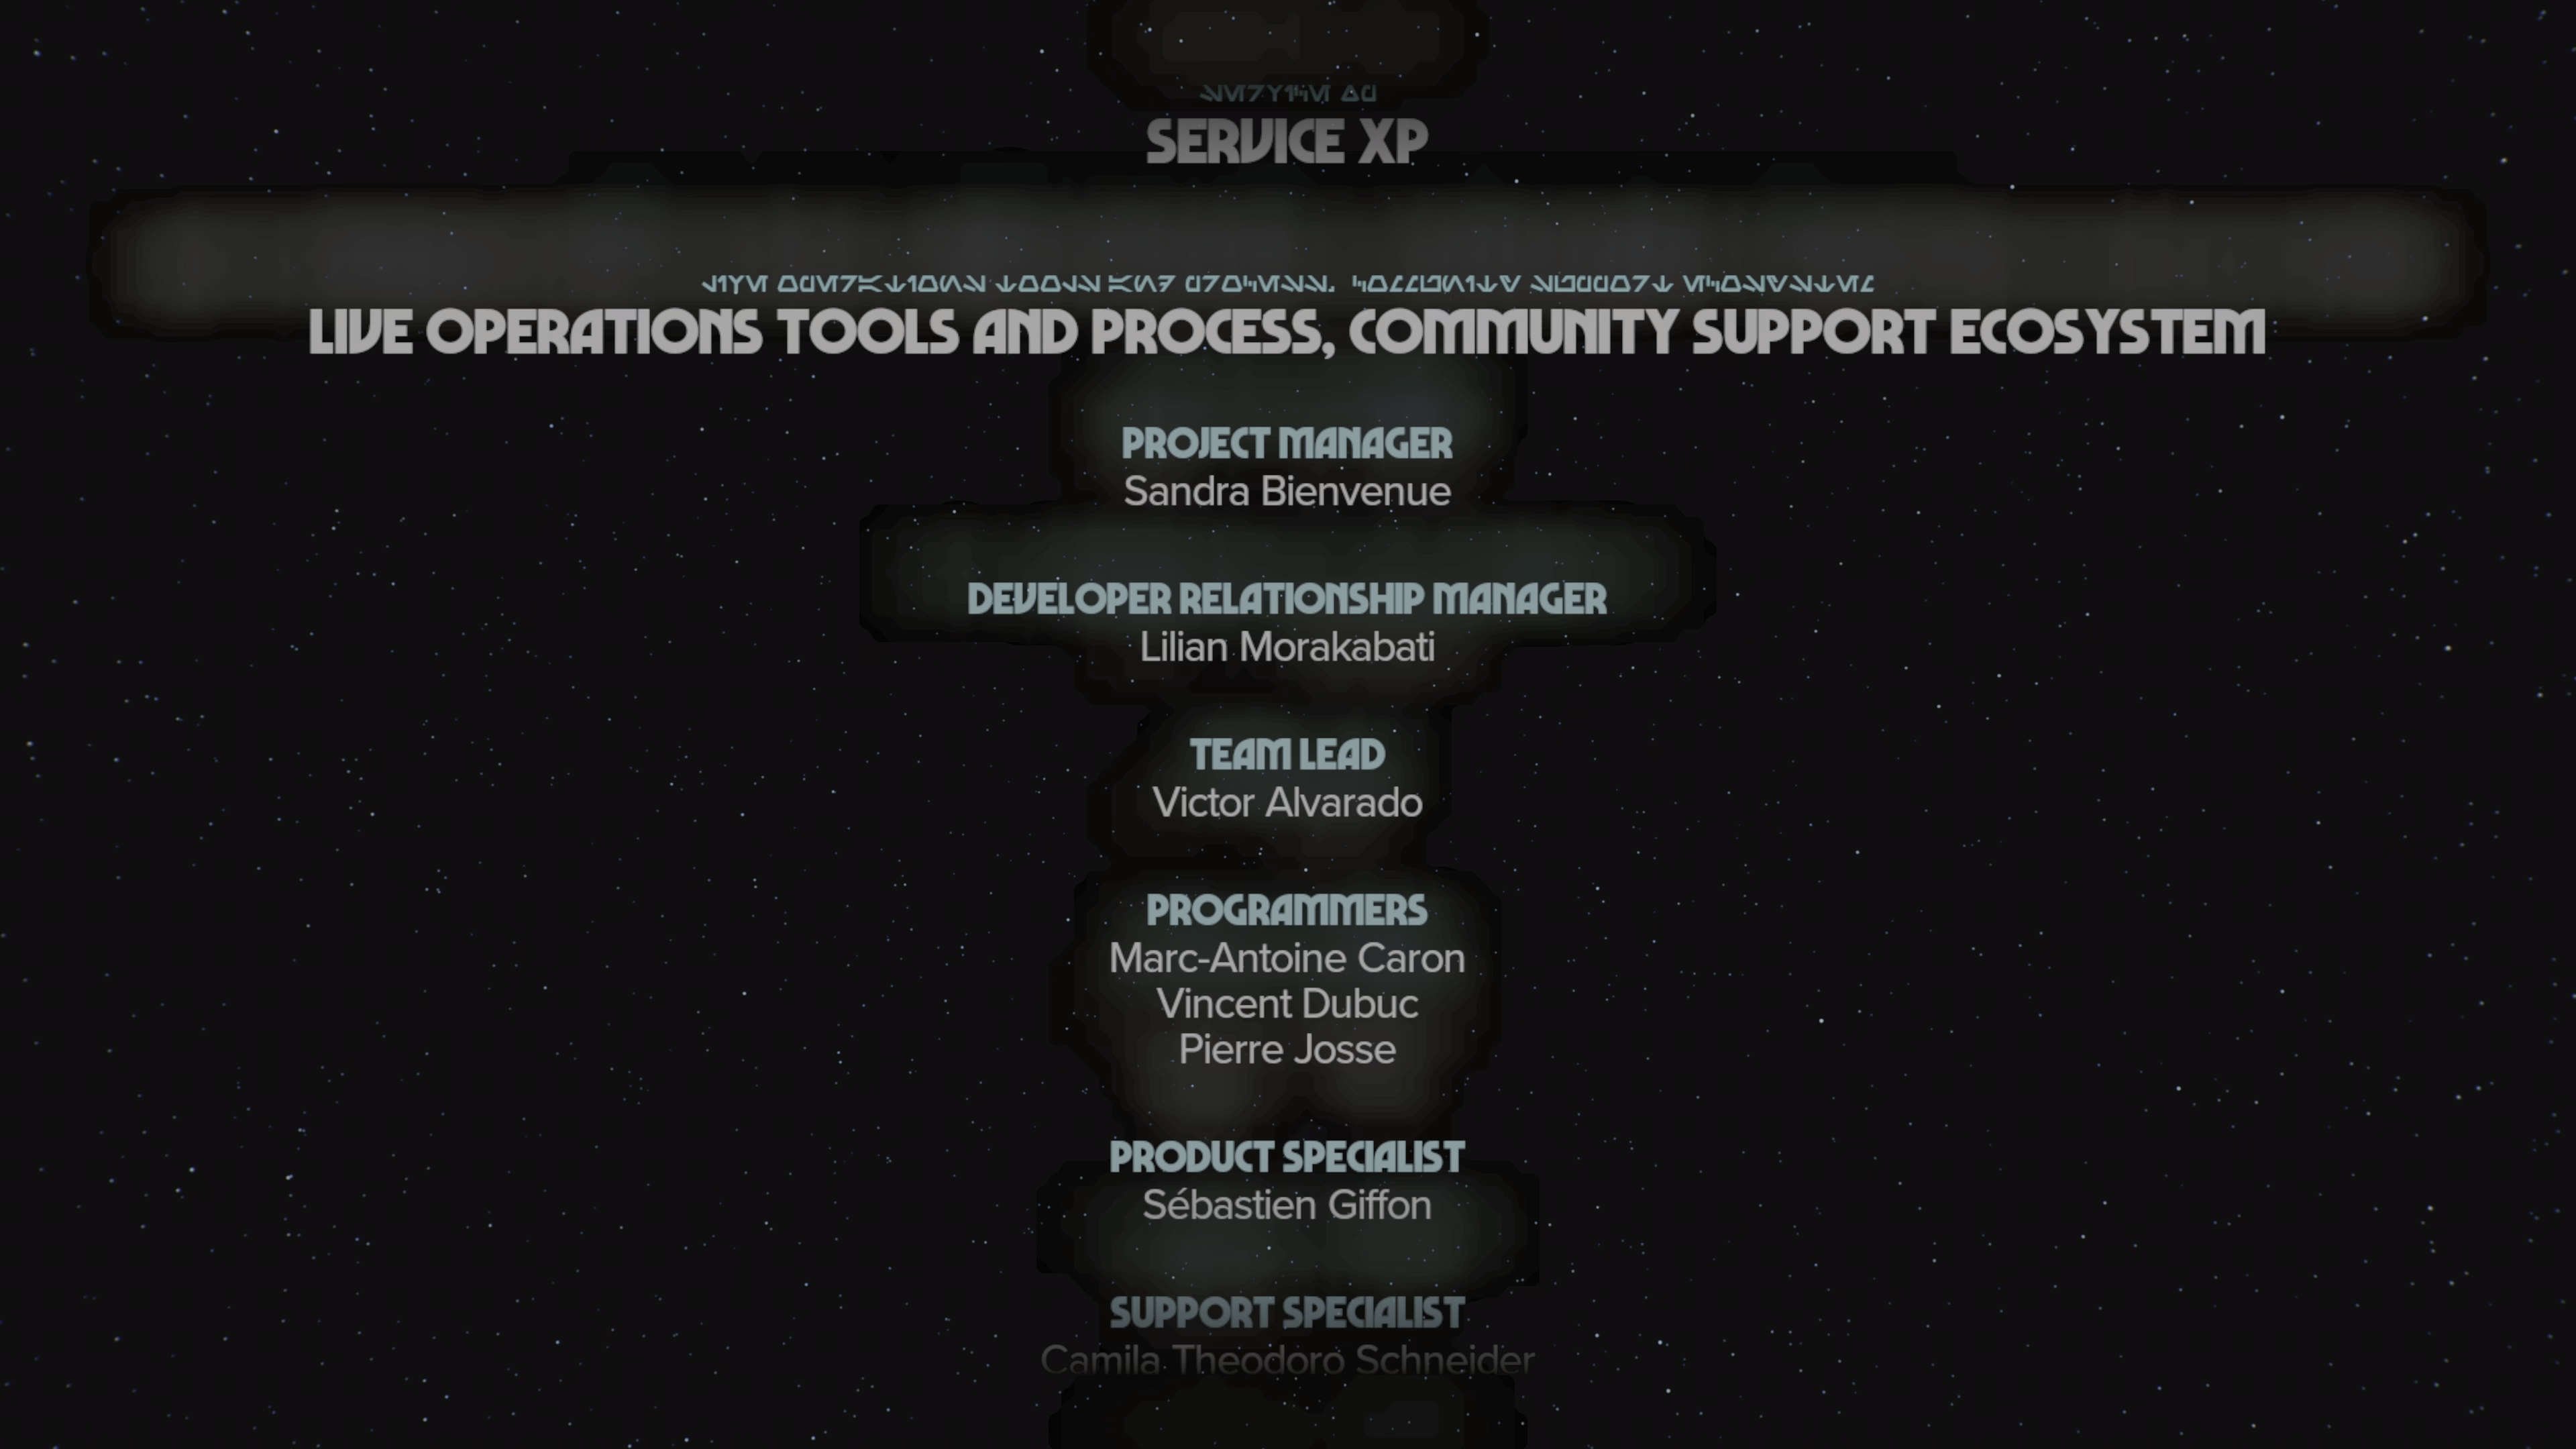 SERVICE XP
LIVE OPERATIONS TOOLS AND PROCESS, COMMUNITY SUPPORT ECOSYSTEM
PROJECT MANAGER
Sandra Bienvenue
DEVELOPER RELATIONSHIP MANAGER
Lilian Morakabati
TEAM LEAD
Victor Alvarado
PROGRAMMERS
Marc-Antoine Caron
Vincent Dubuc
Pierre Josse
PRODUCT SPECIALIST
Sébastien Giffon
SUPPORT SPECIALIST
Camila Theodoro Schneider